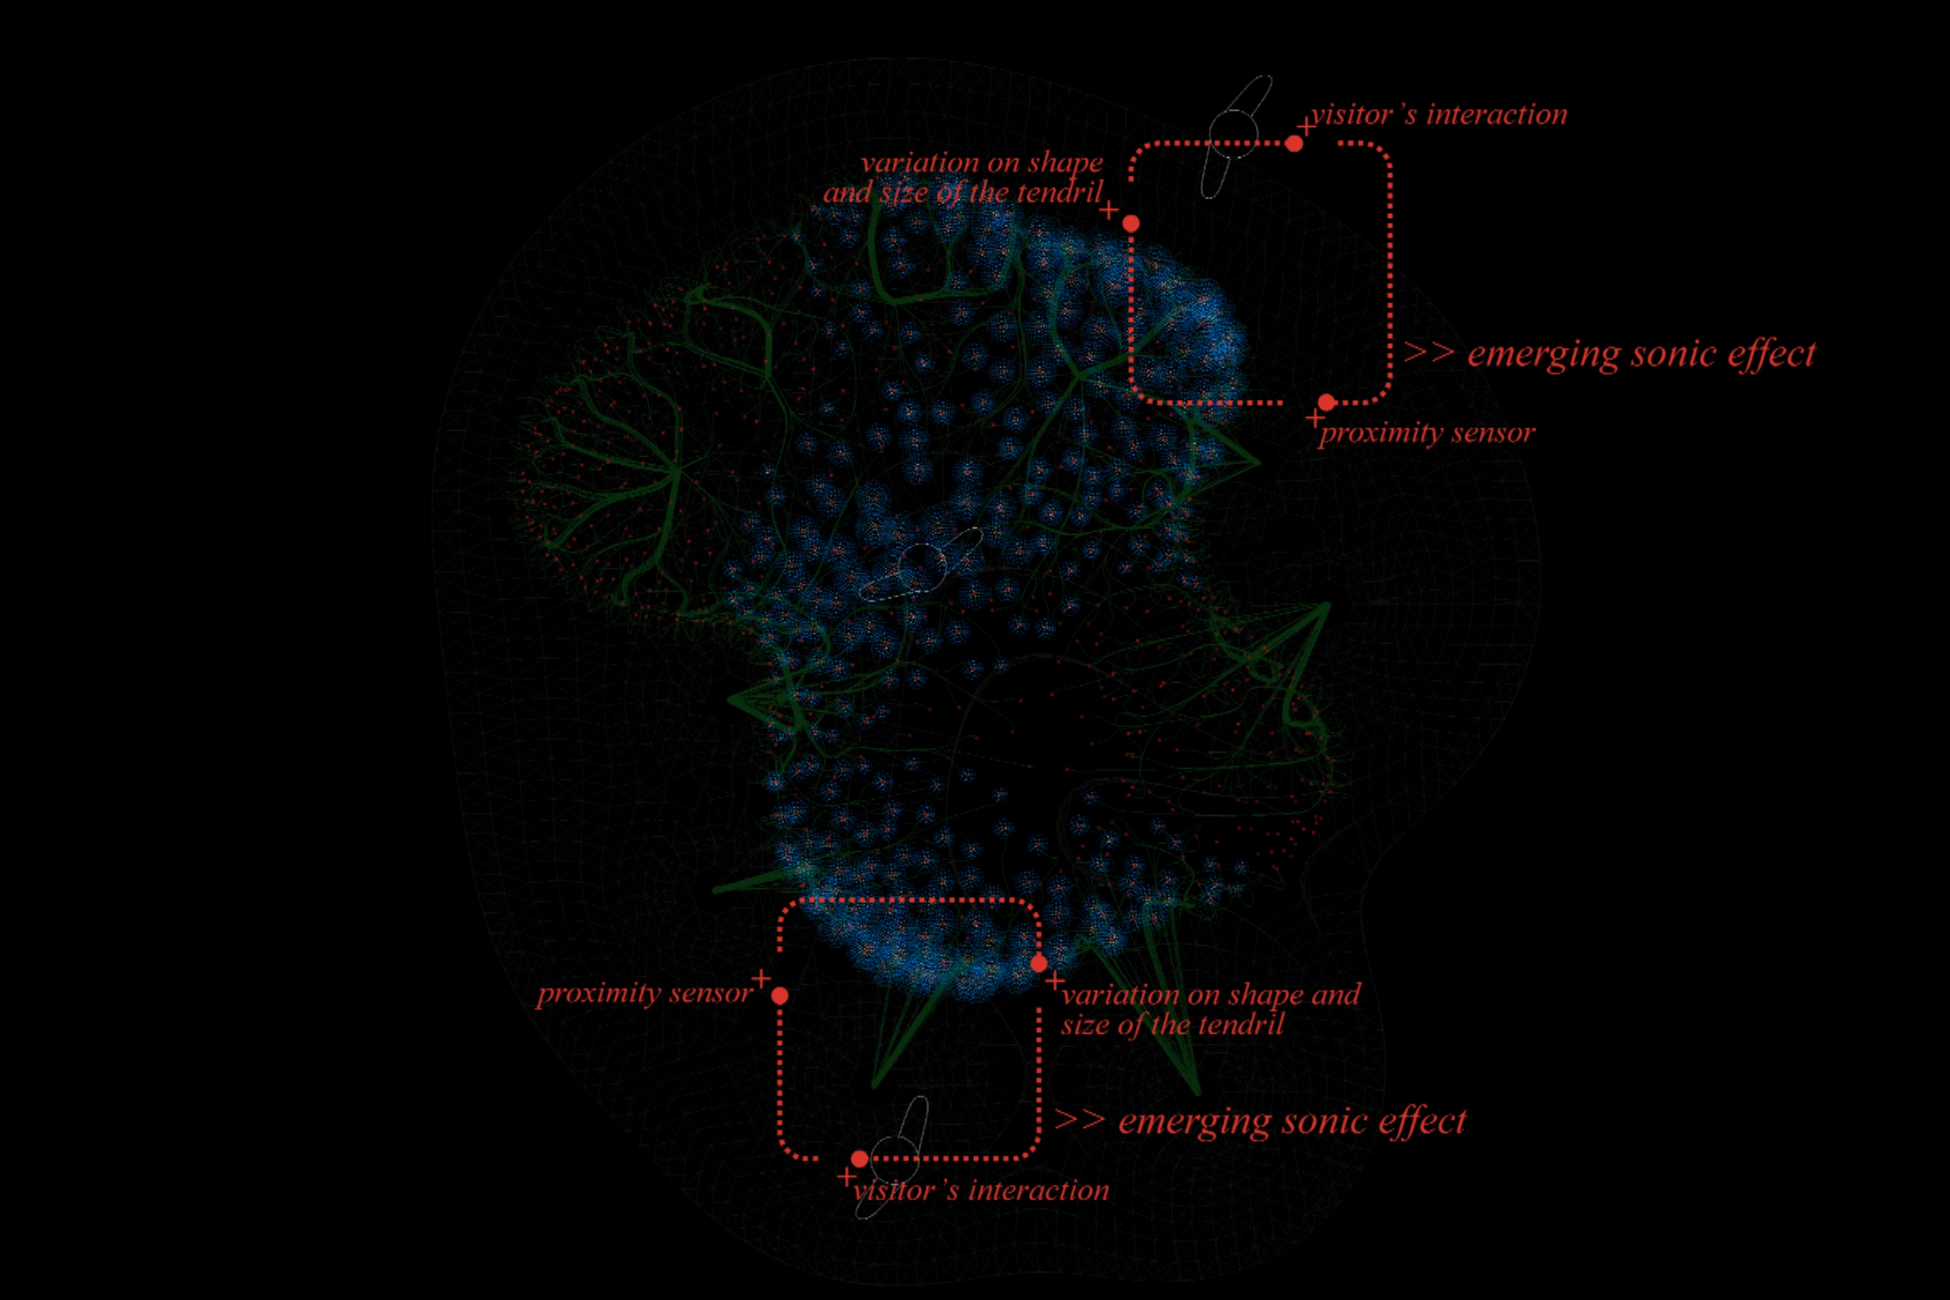 +visitor's interaction
variation on shape
and size of the tendril
+
>> emerging sonic effect
+
proximity sensor
proximity sensor +
+
variation on shape and
size of the tendril
>> emerging sonic effect
+
visitor's interaction